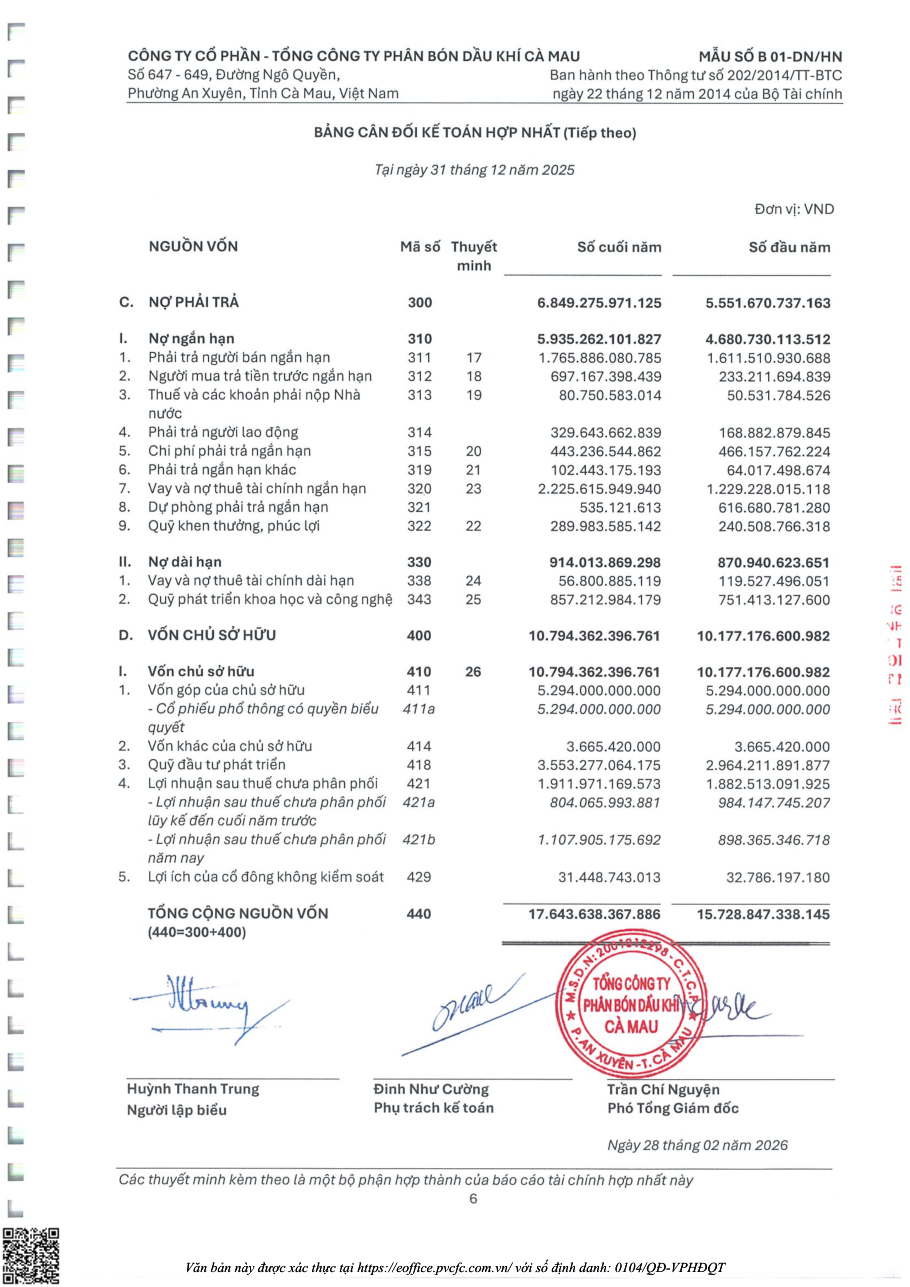 CÔNG TY CỔ PHẦN - TỔNG CÔNG TY PHÂN BÓN DẦU KHÍ CÀ MAU MẪU SỐ B 01-DN/HN
Số 647 - 649, Đường Ngô Quyền, Ban hành theo Thông tư số 202/2014/TT-BTC
Phường An Xuyên, Tỉnh Cà Mau, Việt Nam ngày 22 tháng 12 năm 2014 của Bộ Tài chính
BẢNG CÂN ĐỐI KẾ TOÁN HỢP NHẤT (Tiếp theo)
Tại ngày 31 tháng 12 năm 2025
Đơn vị: VND
NGUỒN VỐN Mã số Thuyết Số cuối năm Số đầu năm
minh
C. NỢ PHẢI TRẢ 300 6.849.275.971.125 5.551.670.737.163
I. Nợ ngắn hạn 310 5.935.262.101.827 4.680.730.113.512
1. Phải trả người bán ngắn hạn 311 17 1.765.886.080.785 1.611.510.930.688
2. Người mua trả tiền trước ngắn hạn 312 18 697.167.398.439 233.211.694.839
3. Thuế và các khoản phải nộp Nhà 313 19 80.750.583.014 50.531.784.526
nước
4. Phải trả người lao động 314 329.643.662.839 168.882.879.845
5. Chi phí phải trả ngắn hạn 315 20 443.236.544.862 466.157.762.224
6. Phải trả ngắn hạn khác 319 21 102.443.175.193 64.017.498.674
7. Vay và nợ thuê tài chính ngắn hạn 320 23 2.225.615.949.940 1.229.228.015.118
8. Dự phòng phải trả ngắn hạn 321 535.121.613 616.680.781.280
9. Quỹ khen thưởng, phúc lợi 322 22 289.983.585.142 240.508.766.318
II. Nợ dài hạn 330 914.013.869.298 870.940.623.651
1. Vay và nợ thuê tài chính dài hạn 338 24 56.800.885.119 119.527.496.051
2. Quỹ phát triển khoa học và công nghệ 343 25 857.212.984.179 751.413.127.600
D. VỐN CHỦ SỞ HỮU 400 10.794.362.396.761 10.177.176.600.982
I. Vốn chủ sở hữu 410 26 10.794.362.396.761 10.177.176.600.982
1. Vốn góp của chủ sở hữu 411 5.294.000.000.000 5.294.000.000.000
- Cổ phiếu phổ thông có quyền biểu 411a 5.294.000.000.000 5.294.000.000.000
quyết
2. Vốn khác của chủ sở hữu 414 3.665.420.000 3.665.420.000
3. Quỹ đầu tư phát triển 418 3.553.277.064.175 2.964.211.891.877
4. Lợi nhuận sau thuế chưa phân phối 421 1.911.971.169.573 1.882.513.091.925
- Lợi nhuận sau thuế chưa phân phối 421a 804.065.993.881 984.147.745.207
lũy kế đến cuối năm trước
- Lợi nhuận sau thuế chưa phân phối 421b 1.107.905.175.692 898.365.346.718
năm nay
5. Lợi ích của cổ đông không kiểm soát 429 31.448.743.013 32.786.197.180
TỔNG CỘNG NGUỒN VỐN 440 17.643.638.367.886 15.728.847.338.145
(440=300+400)
M.S.D.N: 2001012298 - C.T.C.P
TỔNG CÔNG TY
PHÂN BÓN DẦU KHÍ
CÀ MAU
P. AN XUYÊN - T. CÀ MAU
Huỳnh Thanh Trung Đinh Như Cường Trần Chí Nguyện
Người lập biểu Phụ trách kế toán Phó Tổng Giám đốc
Ngày 28 tháng 02 năm 2026
Các thuyết minh kèm theo là một bộ phận hợp thành của báo cáo tài chính hợp nhất này
6
Văn bản này được xác thực tại https://eoffice.pvcfc.com.vn/ với số định danh: 0104/QĐ-VPHĐQT